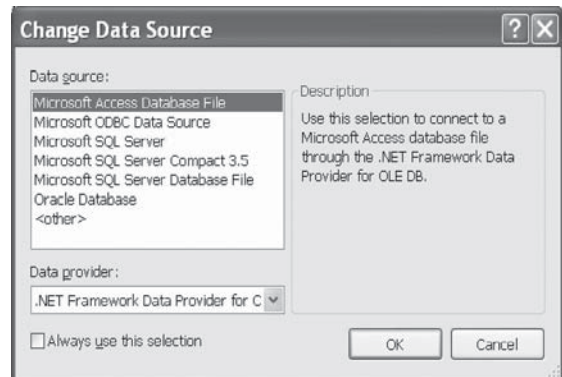 Change Data Source
Data source:
Microsoft Access Database File
Microsoft ODBC Data Source
Microsoft SQL Server
Microsoft SQL Server Compact 3.5
Microsoft SQL Server Database File
Oracle Database
<other>
Description
Use this selection to connect to a
Microsoft Access database file
through the .NET Framework Data
Provider for OLE DB.
Data provider:
.NET Framework Data Provider for C
Always use this selection
OK
Cancel